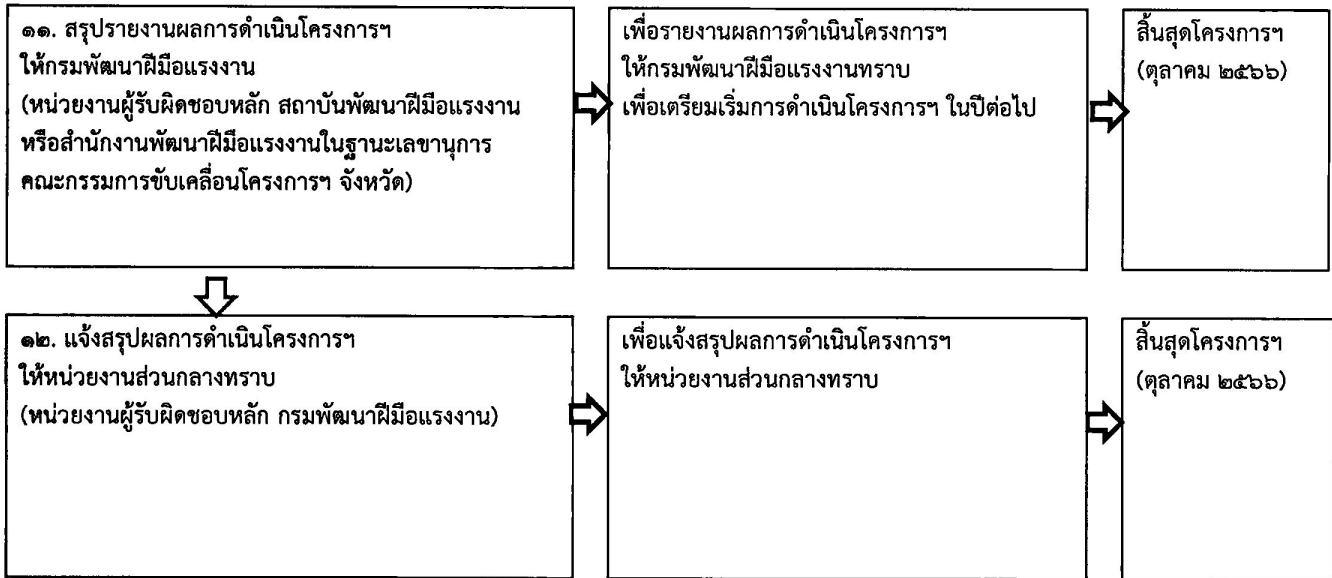 ๑๑. สรุปรายงานผลการดำเนินโครงการฯ
ให้กรมพัฒนาฝีมือแรงงาน
(หน่วยงานผู้รับผิดชอบหลัก สถาบันพัฒนาฝีมือแรงงาน
หรือสำนักงานพัฒนาฝีมือแรงงานในฐานะเลขานุการ
คณะกรรมการขับเคลื่อนโครงการฯ จังหวัด)
เพื่อรายงานผลการดำเนินโครงการฯ
ให้กรมพัฒนาฝีมือแรงงานทราบ
เพื่อเตรียมเริ่มการดำเนินโครงการฯ ในปีต่อไป
สิ้นสุดโครงการฯ
(ตุลาคม ๒๕๖๖)
๑๒. แจ้งสรุปผลการดำเนินโครงการฯ
ให้หน่วยงานส่วนกลางทราบ
(หน่วยงานผู้รับผิดชอบหลัก กรมพัฒนาฝีมือแรงงาน)
เพื่อแจ้งสรุปผลการดำเนินโครงการฯ
ให้หน่วยงานส่วนกลางทราบ
สิ้นสุดโครงการฯ
(ตุลาคม ๒๕๖๖)